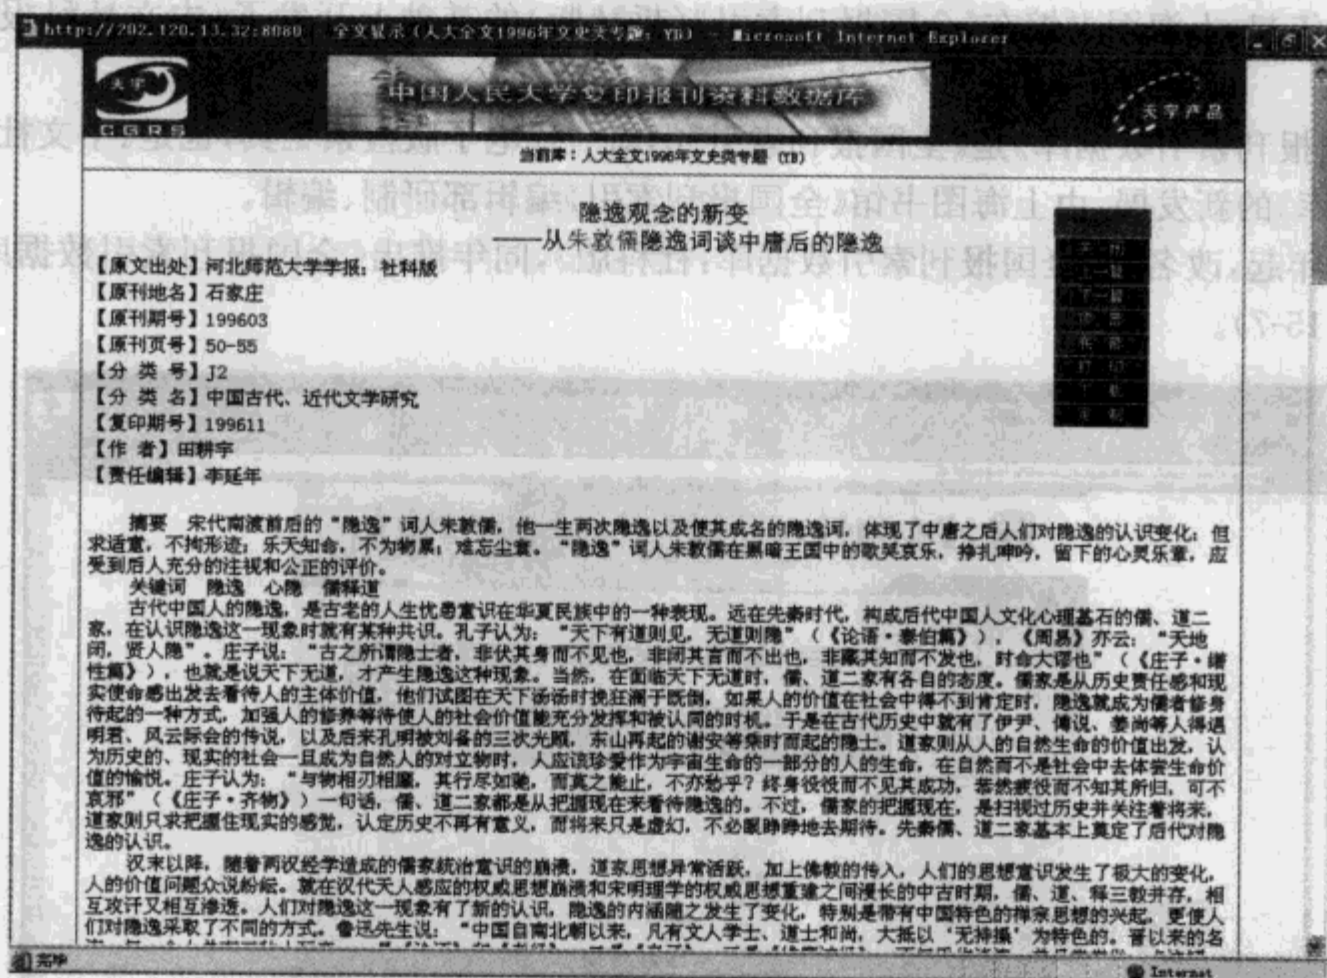 http://202.120.13.32:8080 全文显示(人大全文1996年文史类专题: YB) - Microsoft Internet Explorer
天宇
CGRS
中国人民大学复印报刊资料数据库
天宇产品
当前库:人大全文1996年文史类专题 (YB)
隐逸观念的新变
——从朱敦儒隐逸词谈中唐后的隐逸
【原文出处】河北师范大学学报:社科版
【原刊地名】石家庄
【原刊期号】199603
【原刊页号】50-55
【分 类 号】J2
【分 类 名】中国古代、近代文学研究
【复印期号】199611
【作 者】田耕宇
【责任编辑】李延年
摘要 宋代南渡前后的“隐逸”词人朱敦儒,他一生两次隐逸以及使其成名的隐逸词,体现了中唐之后人们对隐逸的认识变化:但
求适意,不拘形迹;乐天知命,不为物累;难忘尘寰。“隐逸”词人朱敦儒在黑暗王国中的歌哭哀乐,挣扎呻吟,留下的心灵乐章,应
受到后人充分的注视和公正的评价。
关键词 隐逸 心隐 儒释道
古代中国人的隐逸,是古老的人生忧患意识在华夏民族中的一种表现。远在先秦时代,构成后代中国人文化心理基石的儒、道二
家,在认识隐逸这一现象时就有某种共识。孔子认为:“天下有道则见,无道则隐”(《论语·泰伯篇》),《周易》亦云:“天地
闭,贤人隐”。庄子说:“古之所谓隐士者,非伏其身而不见也,非闭其言而不出也,非藏其知而不发也,时命大谬也”(《庄子·缮
性篇》),也就是说天下无道,才产生隐逸这种现象。当然,在面临天下无道时,儒、道二家有各自的态度。儒家是从历史责任感和现
实使命感出发去看待人的主体价值,他们试图在天下汤汤时挽狂澜于既倒,如果人的价值在社会中得不到肯定时,隐逸就成为儒者修身
待起的一种方式,加强人的修养等待使人的社会价值能充分发挥和被认同的时机。于是在古代历史中就有了伊尹、傅说、姜尚等人得遇
明君、风云际会的传说,以及后来孔明被刘备的三次光顾,东山再起的谢安等乘时而起的隐士。道家则从人的自然生命的价值出发,认
为历史的、现实的社会一旦成为自然人的对立物时,人应该珍爱作为宇宙生命的一部分的人的生命,在自然而不是社会中去体尝生命价
值的愉悦。庄子认为:“与物相刃相靡,其行尽如驰,而莫之能止,不亦悲乎?终身役役而不见其成功,苶然疲役而不知其所归,可不
哀邪”(《庄子·齐物》)一句话,儒、道二家都是从把握现在来看待隐逸的。不过,儒家的把握现在,是扫视过历史并关注着将来,
道家则只求把握住现实的感觉,认定历史不再有意义,而将来只是虚幻,不必眼睁睁地去期待。先秦儒、道二家基本上奠定了后代对隐
逸的认识。
汉末以降,随着两汉经学造成的儒家统治意识的崩溃,道家思想异常活跃,加上佛教的传入,人们的思想意识发生了极大的变化,
人的价值问题众说纷纭。就在汉代天人感应的权威思想崩溃和宋明理学的权威思想重建之间漫长的中古时期,儒、道、释三教并存,相
互攻讦又相互渗透。人们对隐逸这一现象有了新的认识,隐逸的内涵随之发生了变化,特别是带有中国特色的禅宗思想的兴起,更使人
们对隐逸采取了不同的方式。鲁迅先生说:“中国自南北朝以来,凡有文人学士、道士和尚,大抵以‘无持操’为特色的。晋以来的名
完毕
Internet